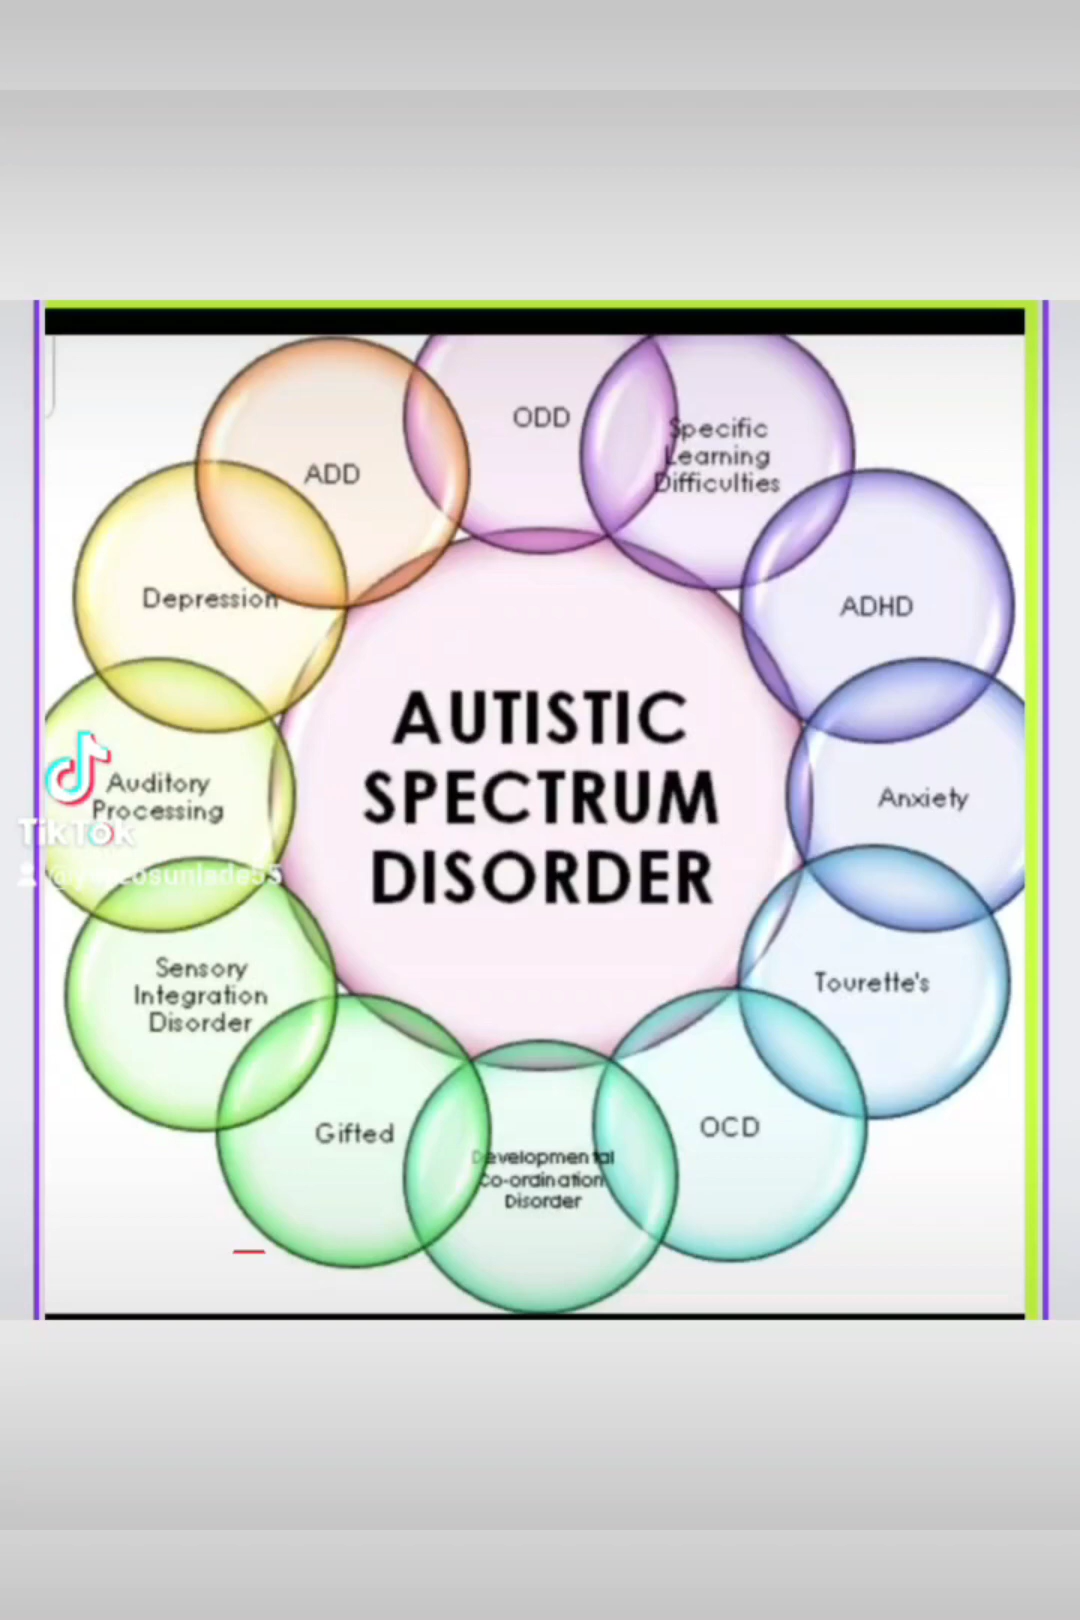 ODD
Specific
Learning
Difficulties
ADD
ADHD
Depression
AUTISTIC
SPECTRUM
DISORDER
Anxiety
Auditory
Processing
TikTok
Tourette's
Sensory
Integration
Disorder
OCD
Gifted
Developmental
Co-ordination
Disorder